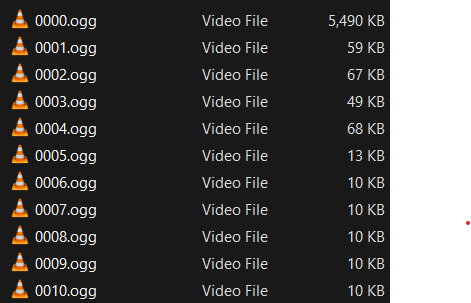 0000.ogg Video File 5,490 KB
0001.ogg Video File 59 KB
0002.ogg Video File 67 KB
0003.ogg Video File 49 KB
0004.ogg Video File 68 KB
0005.ogg Video File 13 KB
0006.ogg Video File 10 KB
0007.ogg Video File 10 KB
0008.ogg Video File 10 KB
0009.ogg Video File 10 KB
0010.ogg Video File 10 KB